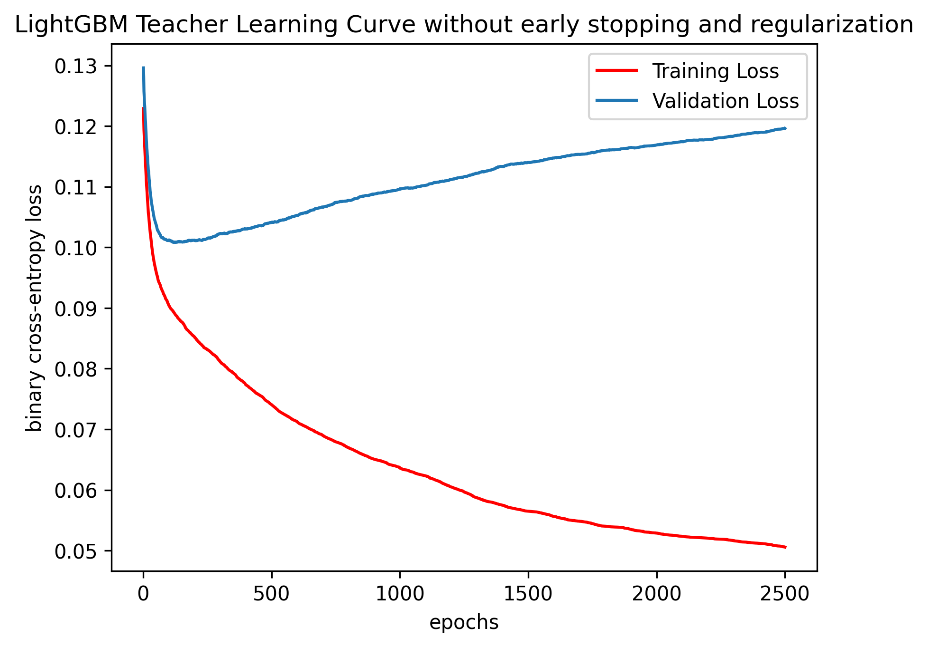 LightGBM Teacher Learning Curve without early stopping and regularization
Training Loss
Validation Loss
binary cross-entropy loss
0.13
0.12
0.11
0.10
0.09
0.08
0.07
0.06
0.05
0 500 1000 1500 2000 2500
epochs